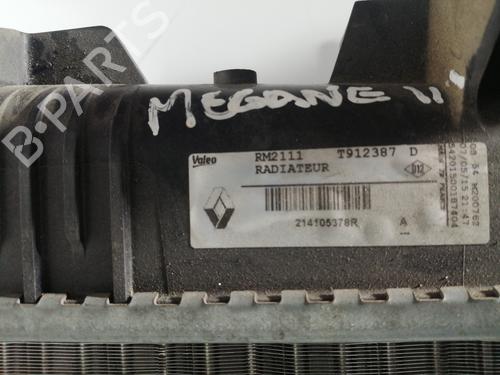 B-PARTS
MEGANE II
Valeo RM2111 T912387 D
RADIATEUR
214105378R A